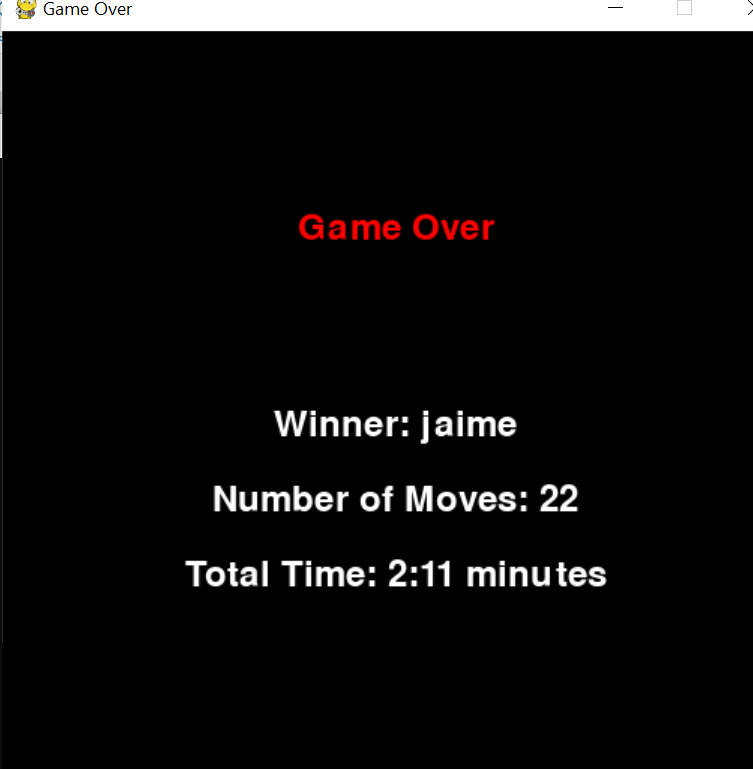 Game Over
Game Over
Winner: jaime
Number of Moves: 22
Total Time: 2:11 minutes